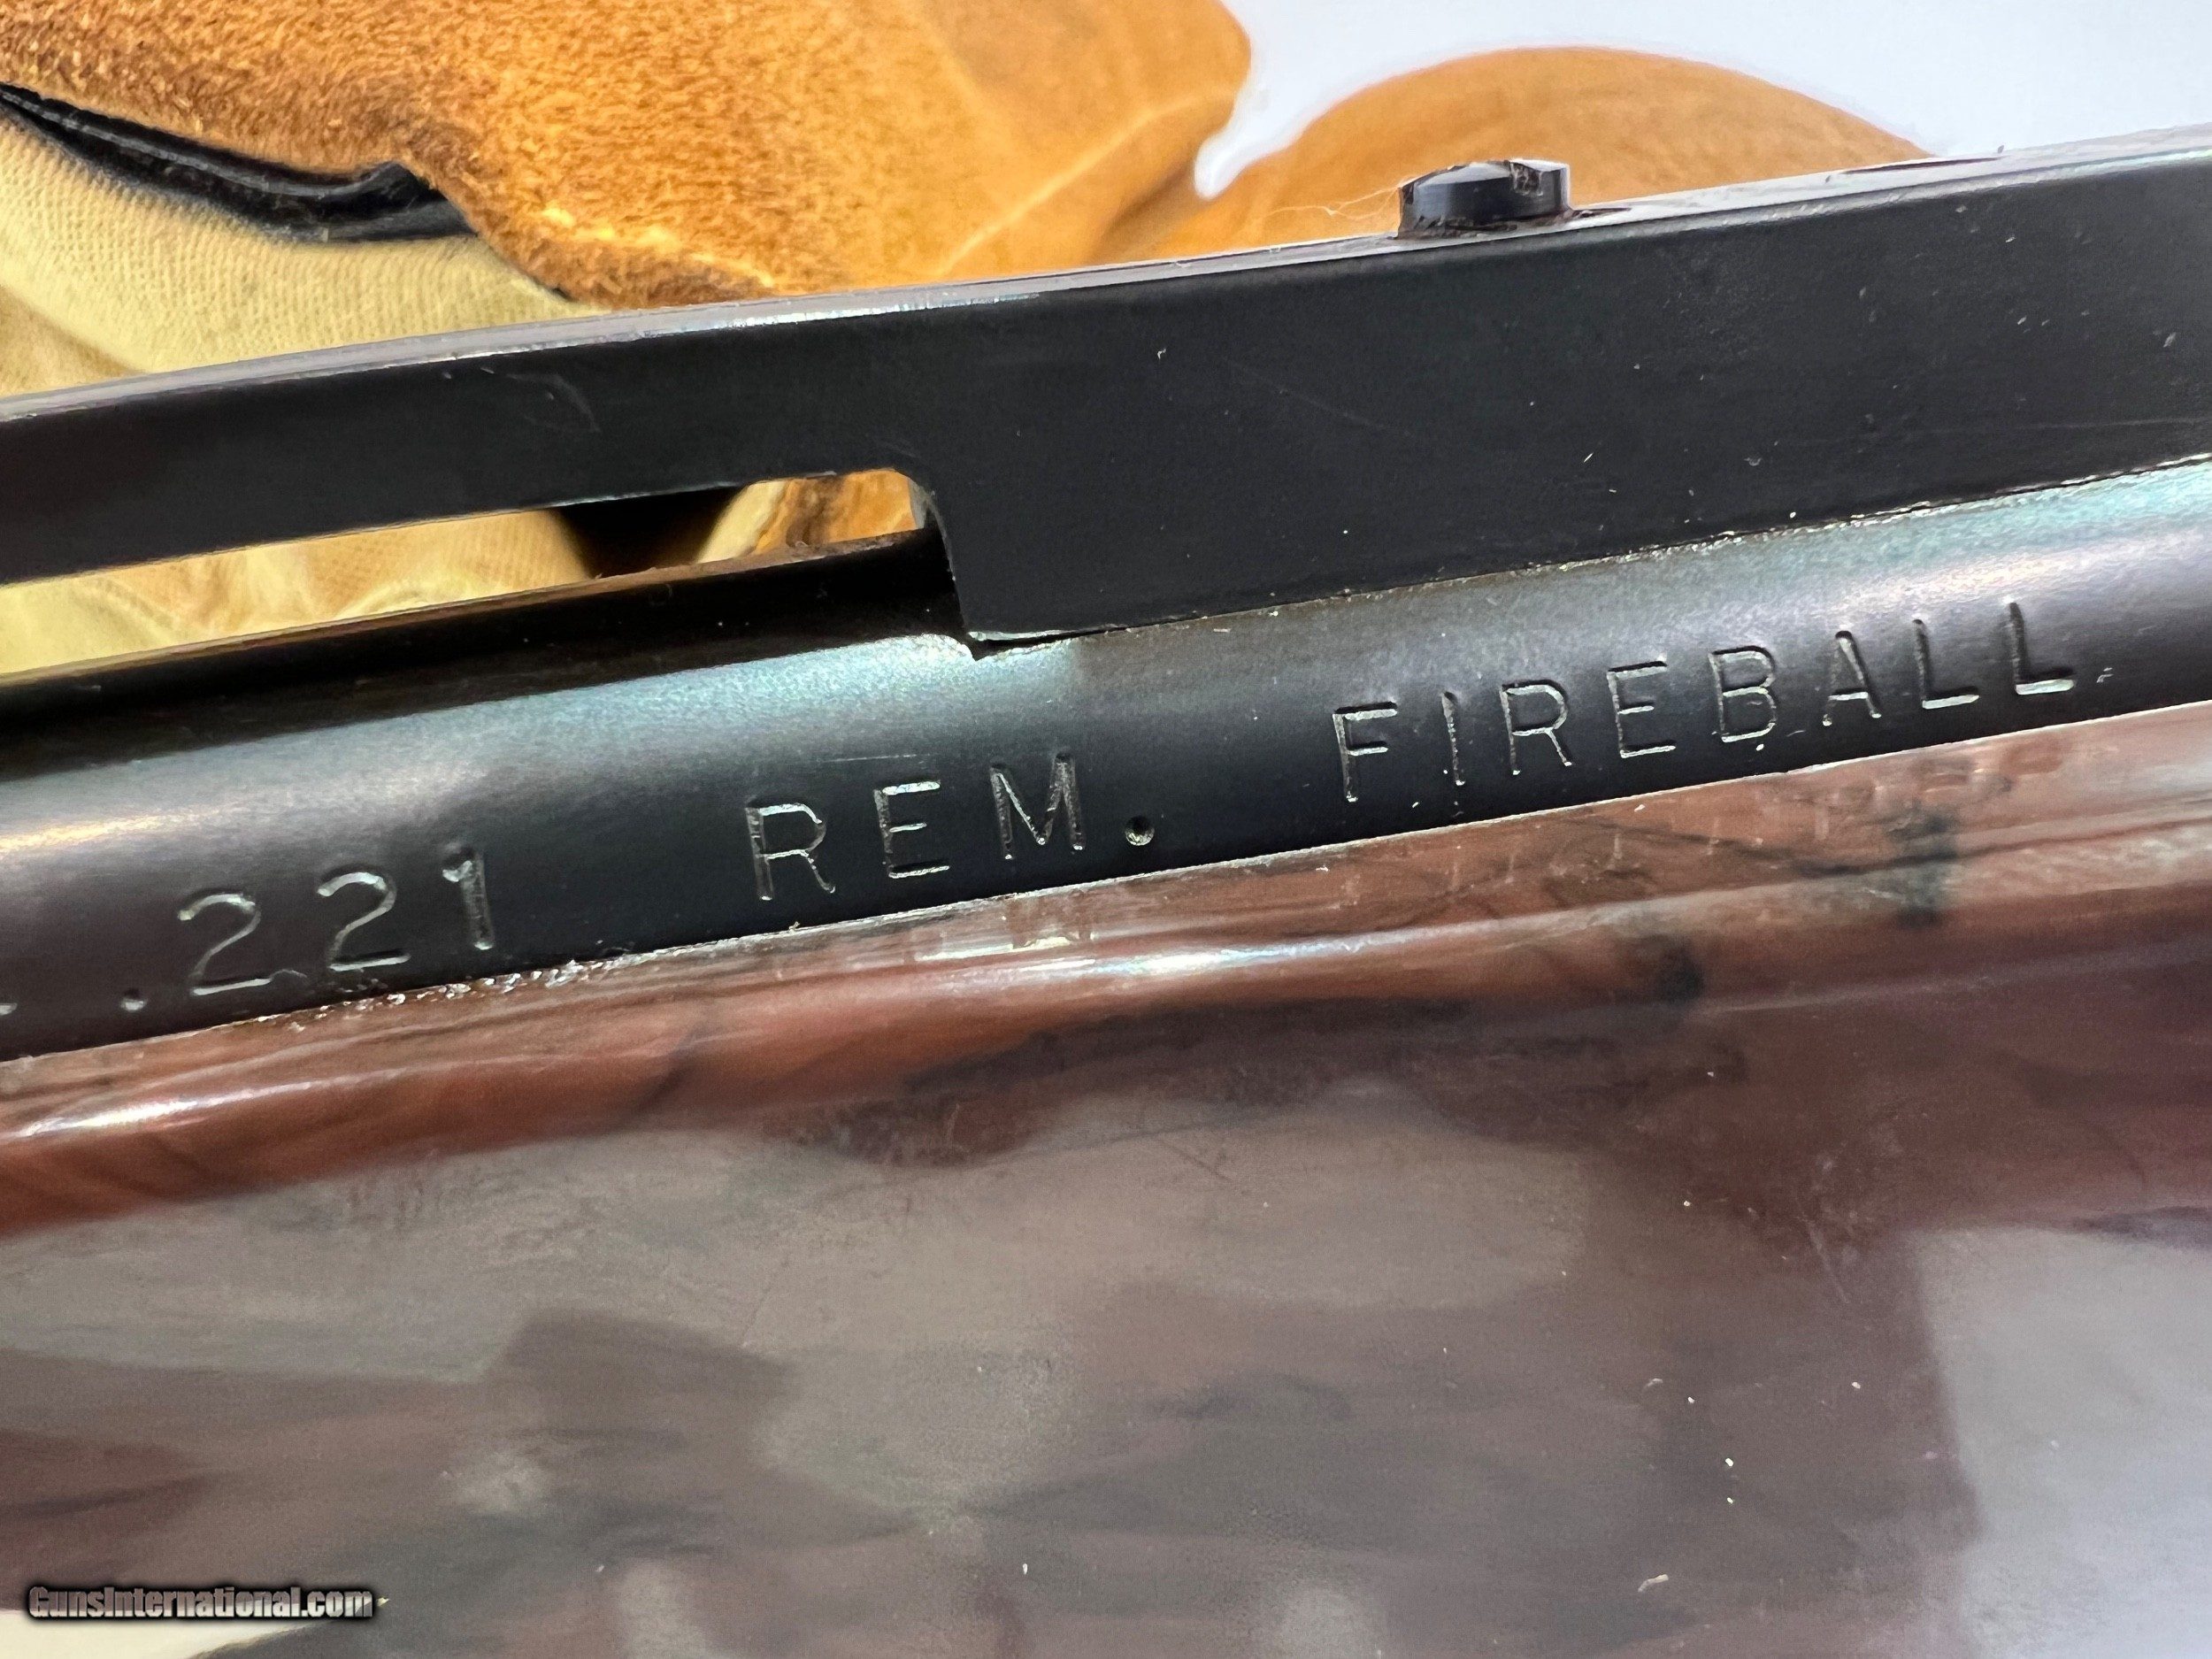 .221 REM. FIREBALL
GunsInternational.com